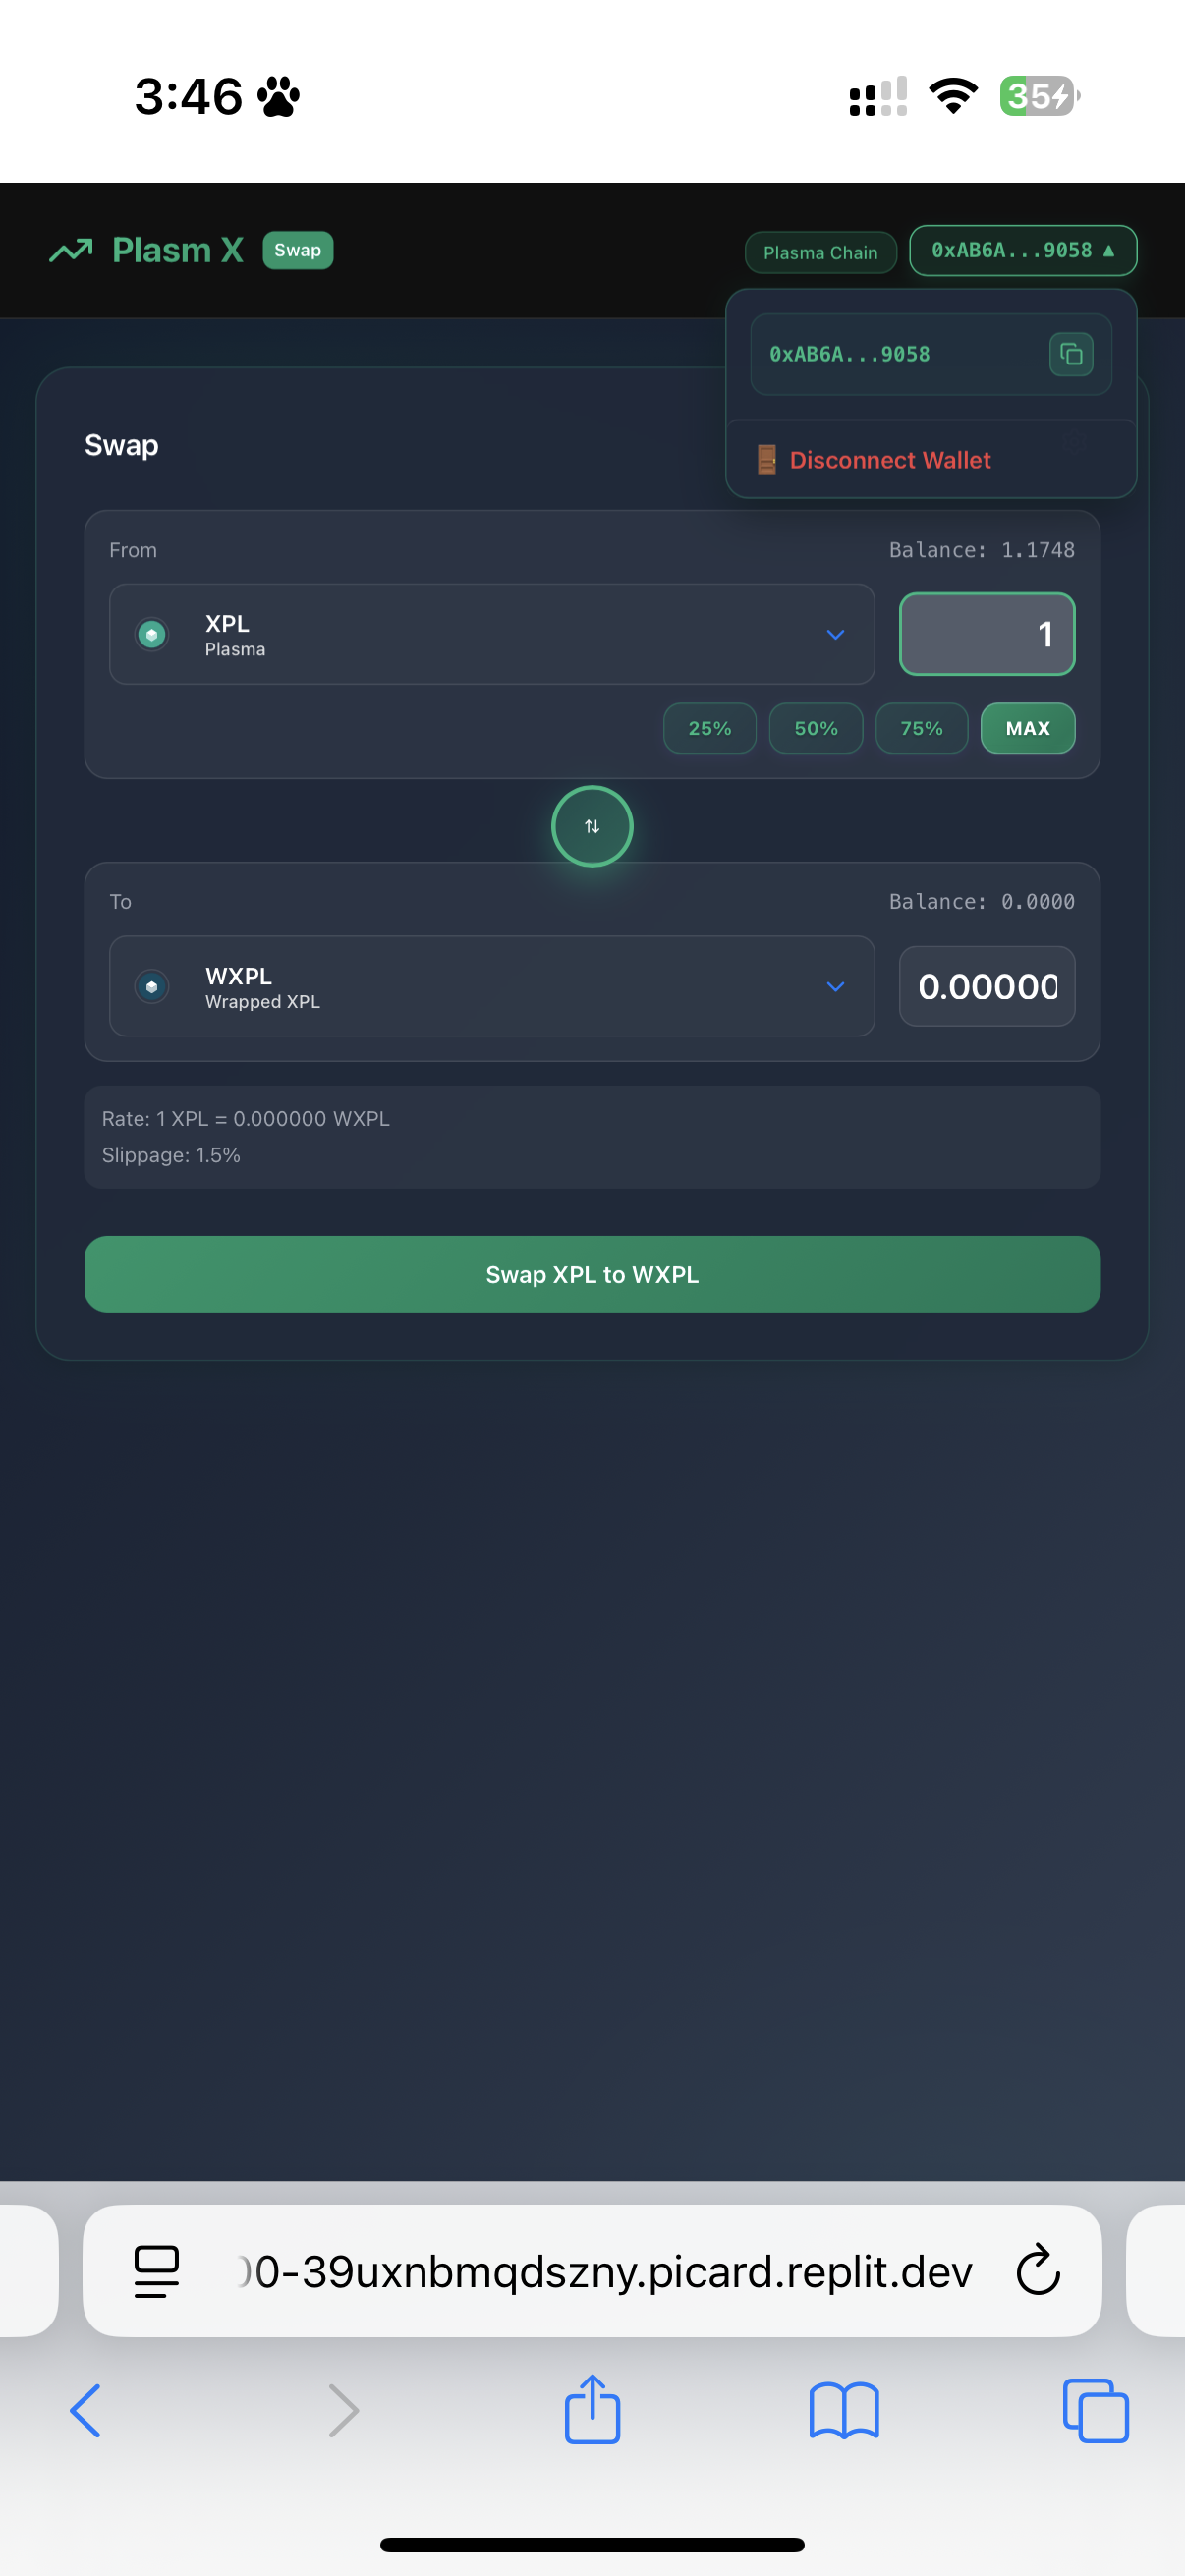 3:46
35
Plasm X
Swap
Plasma Chain
0xAB6A...9058 ▲
0xAB6A...9058
Disconnect Wallet
Swap
From
Balance: 1.1748
XPL
Plasma
1
25%
50%
75%
MAX
To
Balance: 0.0000
WXPL
Wrapped XPL
0.00000
Rate: 1 XPL = 0.000000 WXPL
Slippage: 1.5%
Swap XPL to WXPL
0-39uxnbmqdszny.picard.replit.dev